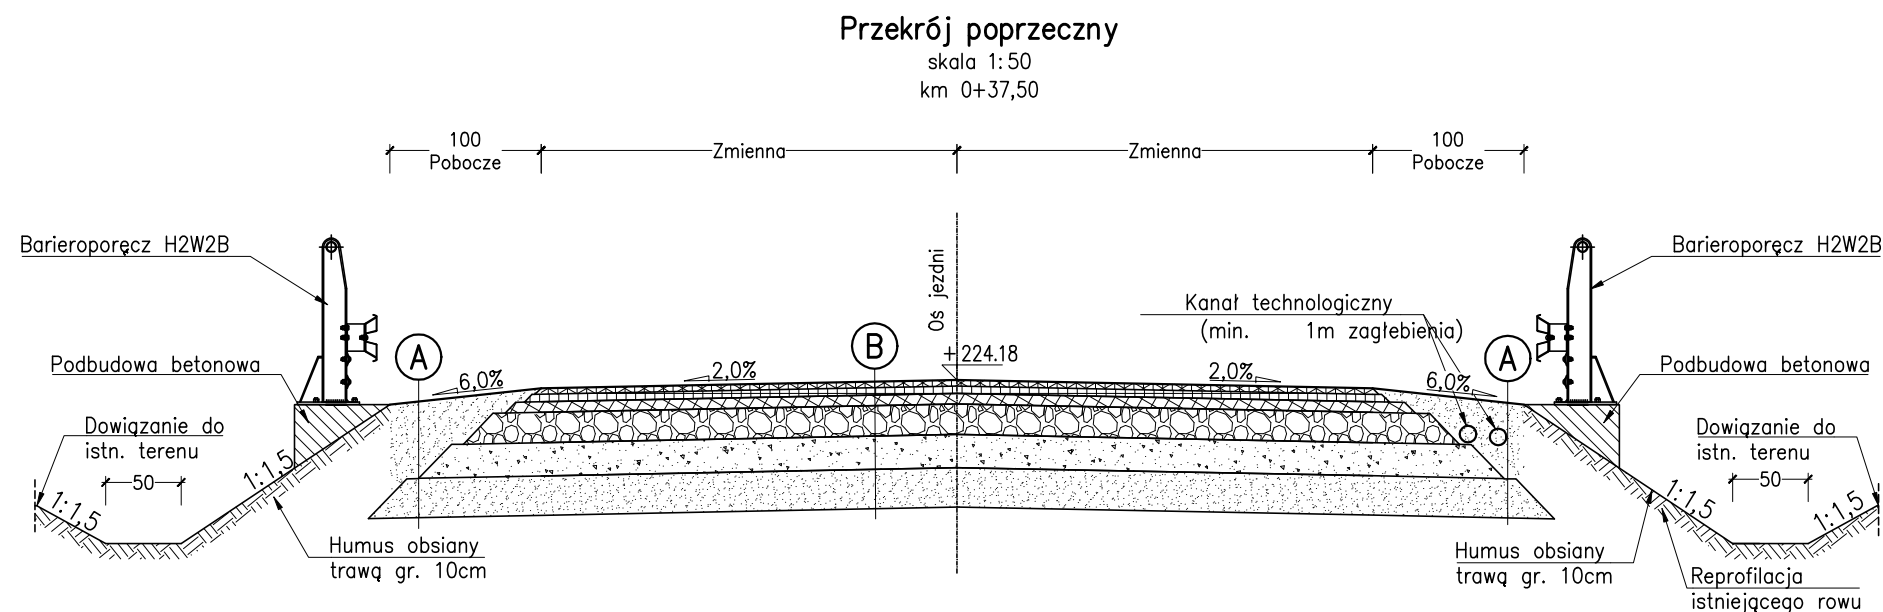 Przekrój poprzeczny
skala 1:50
km 0+37,50
100
Pobocze
Zmienna
Zmienna
100
Pobocze
Barieroporęcz H2W2B
Barieroporęcz H2W2B
Oś jezdni
Kanał technologiczny
(min. 1m zagłebienia)
A
B
+224.18
A
Podbudowa betonowa
Podbudowa betonowa
6,0%
2,0%
2,0%
6,0%
Dowiązanie do
istn. terenu
Dowiązanie do
istn. terenu
1:1,5
50
1:1,5
1:1,5
50
1:1,5
Humus obsiany
trawą gr. 10cm
Humus obsiany
trawą gr. 10cm
Reprofilacja
istniejącego rowu